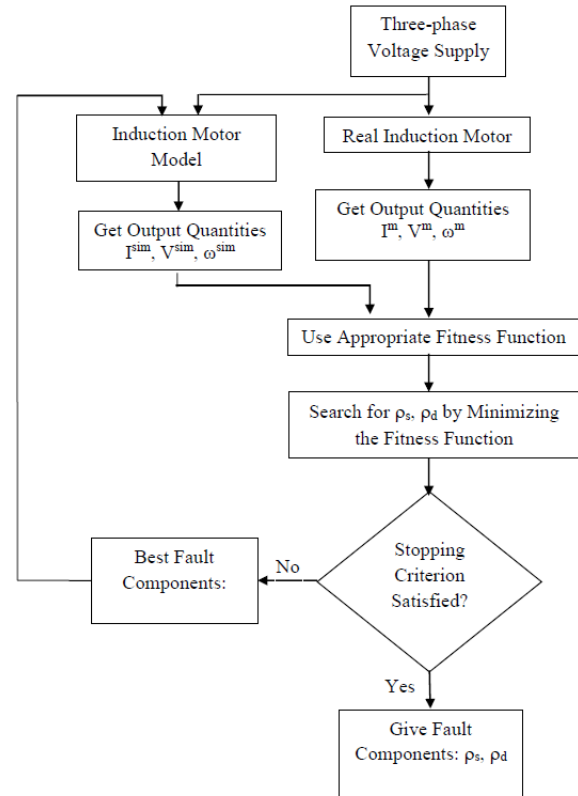 Three-phase
Voltage Supply
Induction Motor
Model
Real Induction Motor
Get Output Quantities
I^sim, V^sim, ω^sim
Get Output Quantities
I^m, V^m, ω^m
Use Appropriate Fitness Function
Search for ρₛ, ρ_d by Minimizing
the Fitness Function
Best Fault
Components:
No
Stopping
Criterion
Satisfied?
Yes
Give Fault
Components: ρₛ, ρ_d